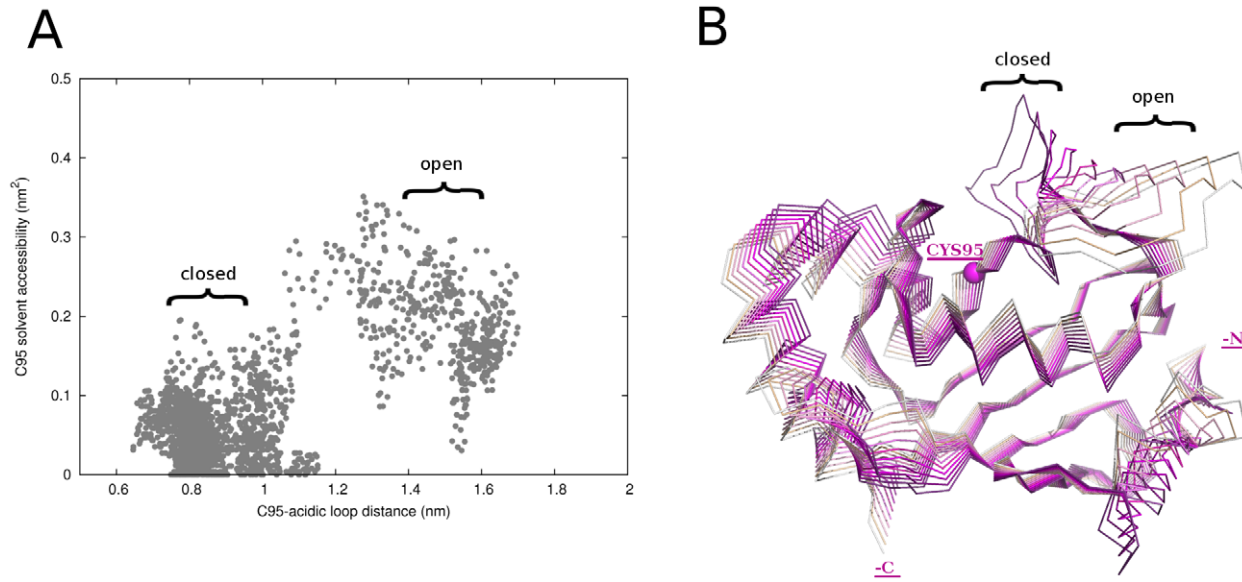 A
0.5
0.4
0.3
0.2
0.1
0
C95 solvent accessibility (nm²)
closed
open
0.6 0.8 1 1.2 1.4 1.6 1.8 2
C95-acidic loop distance (nm)
B
closed
open
CYS95
-N
-C